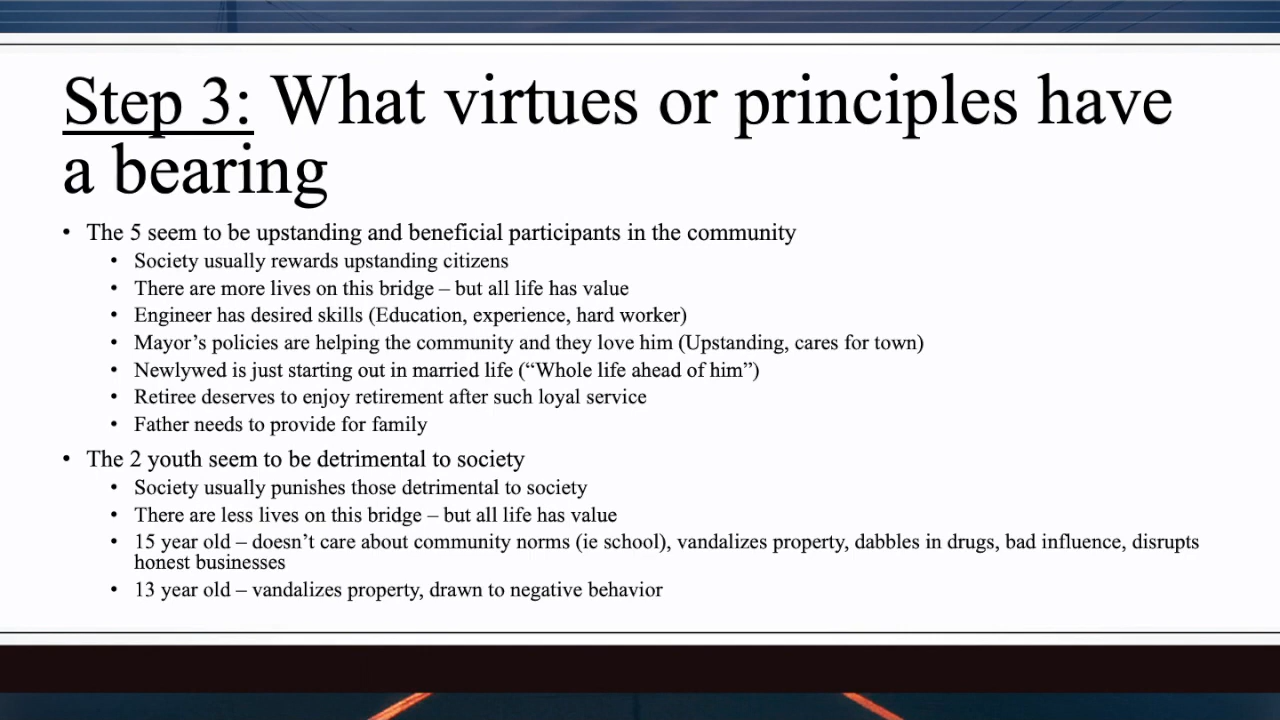 Step 3: What virtues or principles have
a bearing
• The 5 seem to be upstanding and beneficial participants in the community
• Society usually rewards upstanding citizens
• There are more lives on this bridge – but all life has value
• Engineer has desired skills (Education, experience, hard worker)
• Mayor’s policies are helping the community and they love him (Upstanding, cares for town)
• Newlywed is just starting out in married life (“Whole life ahead of him”)
• Retiree deserves to enjoy retirement after such loyal service
• Father needs to provide for family
• The 2 youth seem to be detrimental to society
• Society usually punishes those detrimental to society
• There are less lives on this bridge – but all life has value
• 15 year old – doesn’t care about community norms (ie school), vandalizes property, dabbles in drugs, bad influence, disrupts
honest businesses
• 13 year old – vandalizes property, drawn to negative behavior